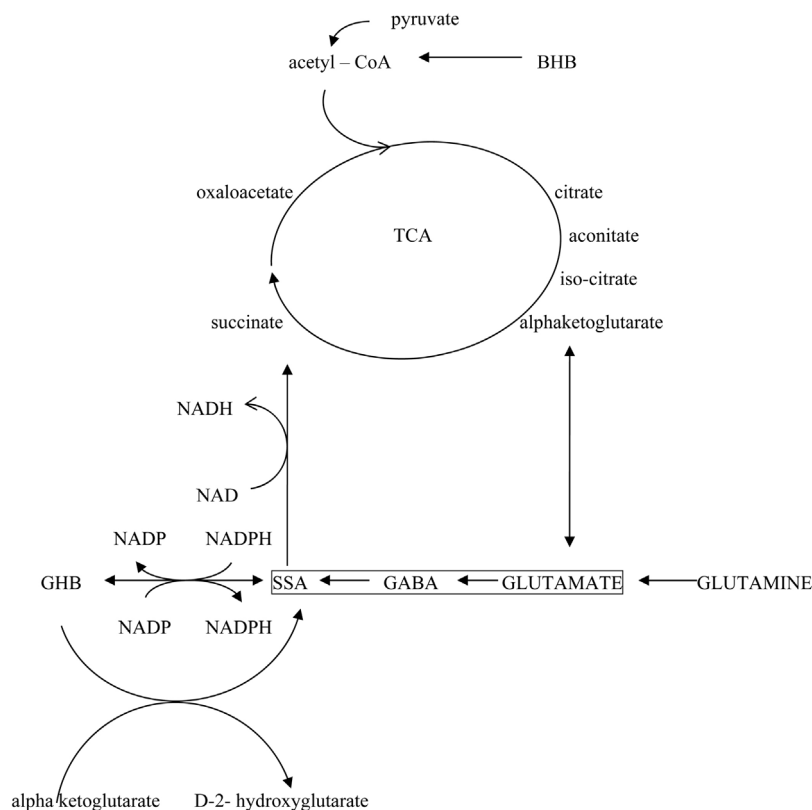 pyruvate
acetyl – CoA
BHB
oxaloacetate
citrate
TCA
aconitate
iso-citrate
succinate
alphaketoglutarate
NADH
NAD
NADP
NADPH
GHB
SSA
GABA
GLUTAMATE
GLUTAMINE
NADP
NADPH
alpha ketoglutarate
D-2- hydroxyglutarate